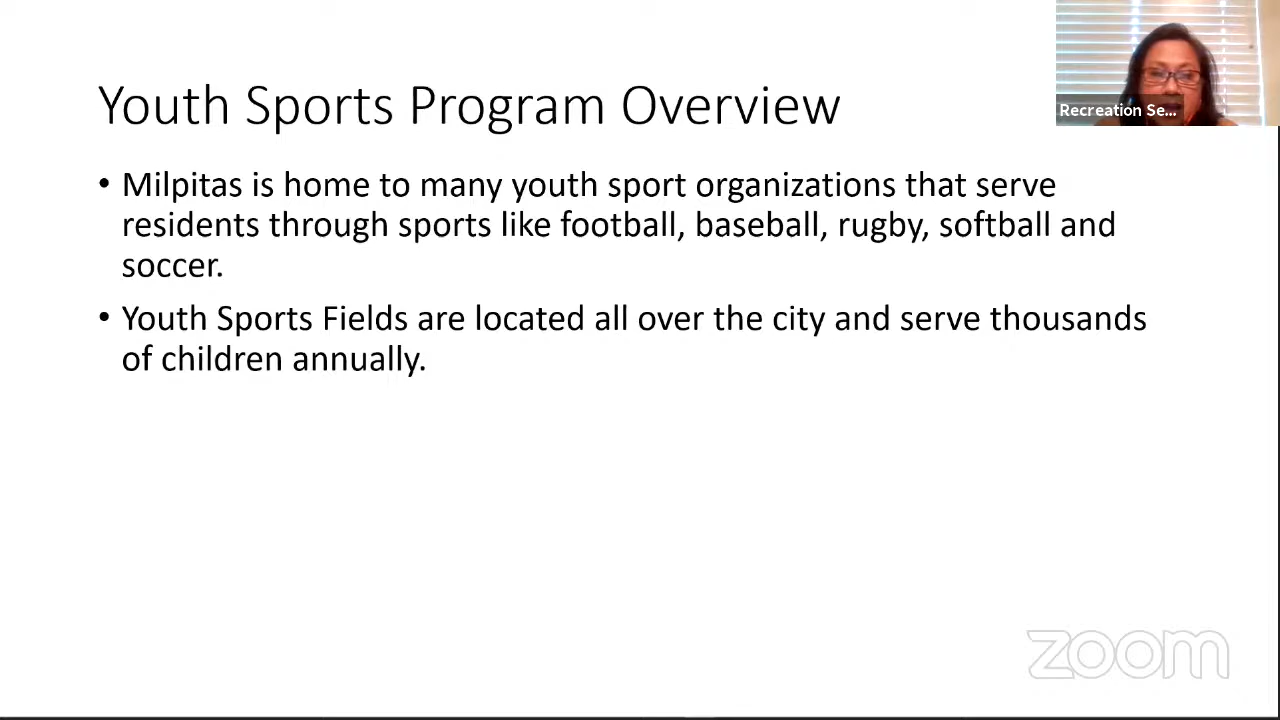 Youth Sports Program Overview
Recreation Se...
• Milpitas is home to many youth sport organizations that serve
residents through sports like football, baseball, rugby, softball and
soccer.
• Youth Sports Fields are located all over the city and serve thousands
of children annually.
zoom